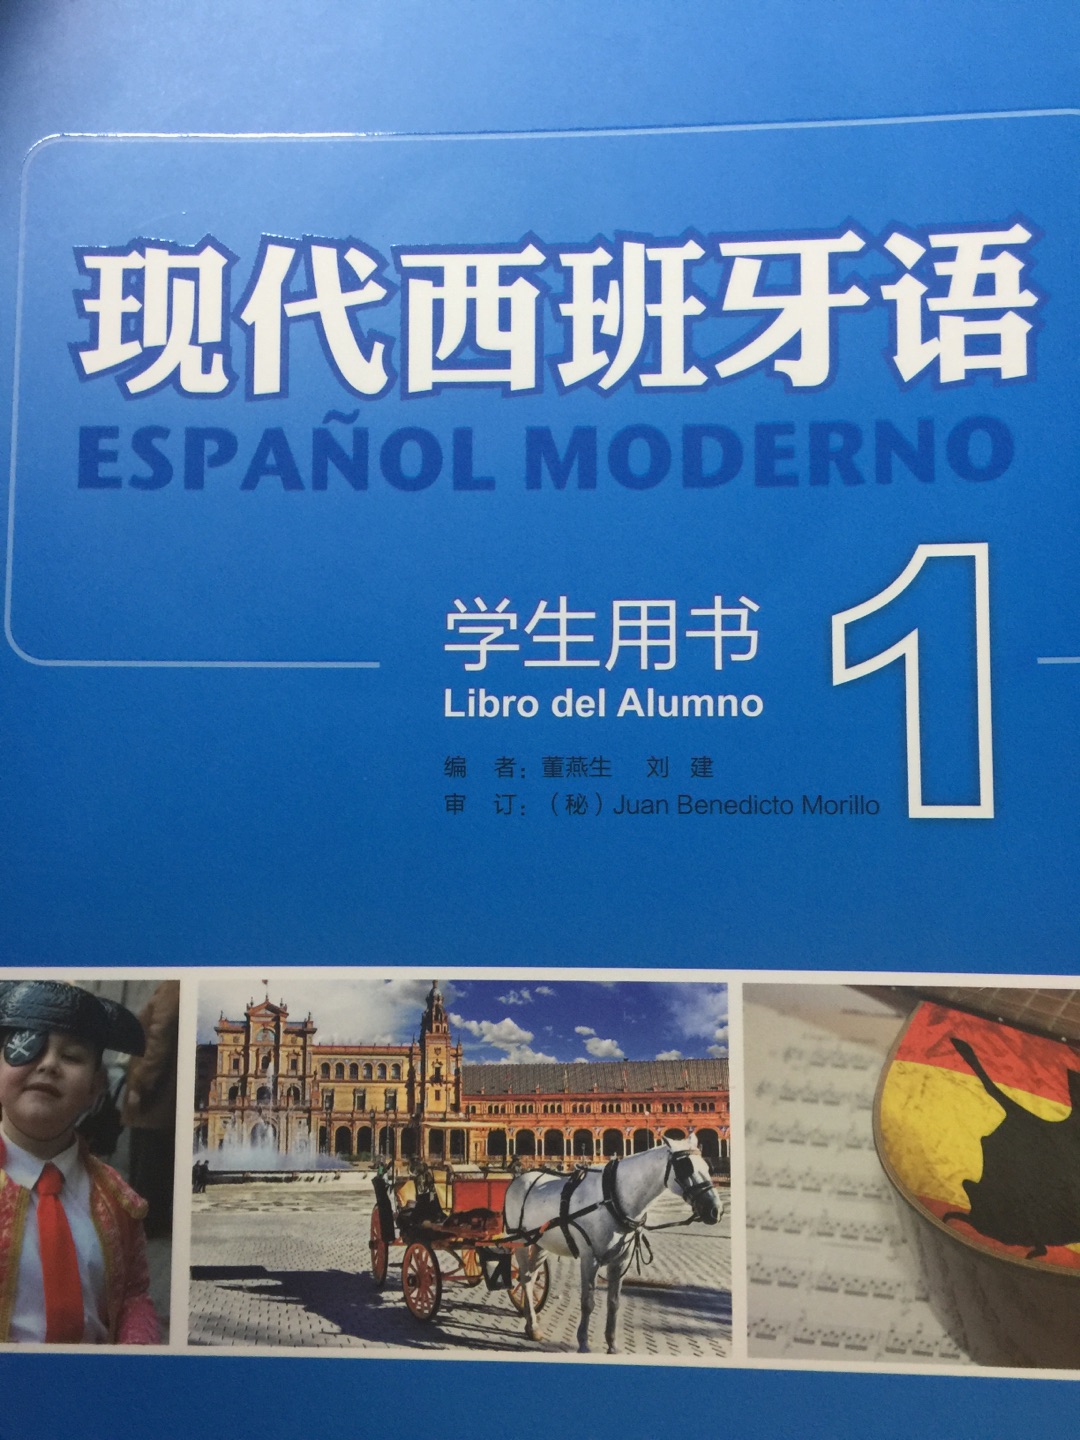 现代西班牙语
ESPAÑOL MODERNO
学生用书
1
Libro del Alumno
编 者：董燕生 刘 建
审 订：（秘）Juan Benedicto Morillo